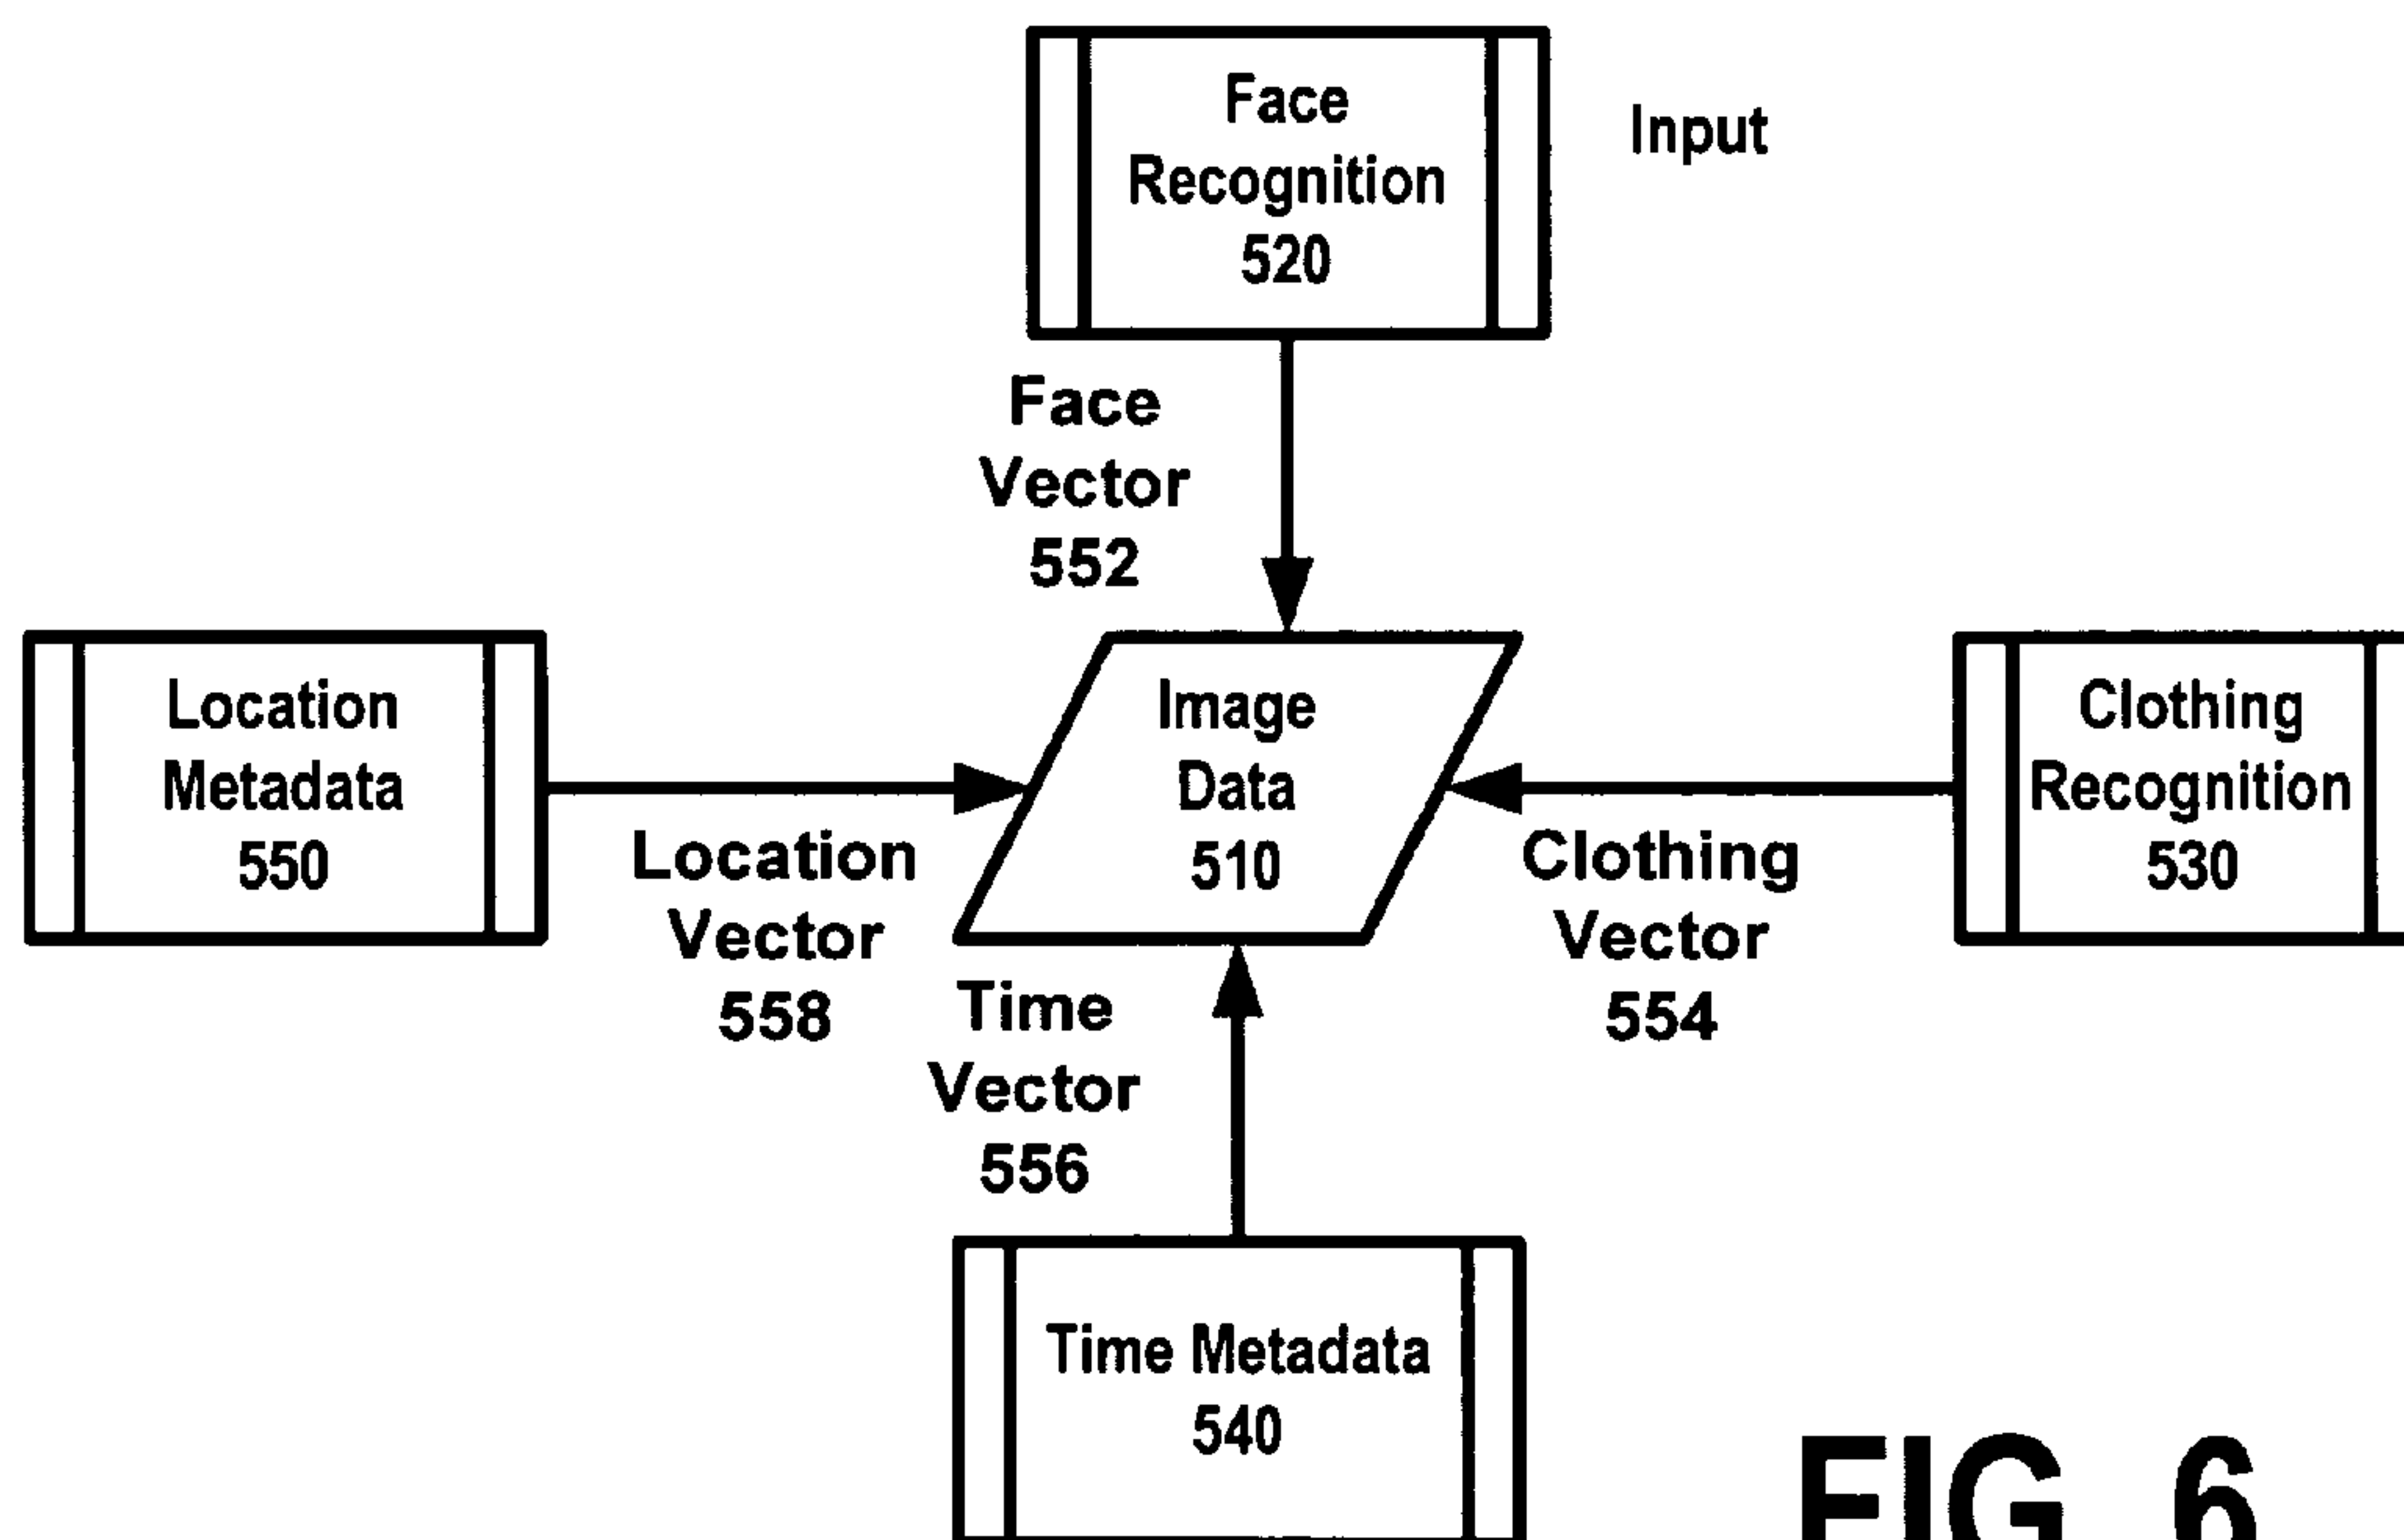 Face
Recognition
520
Input
Face
Vector
552
Location
Metadata
550
Location
Vector
558
Image
Data
510
Clothing
Vector
554
Clothing
Recognition
530
Time
Vector
556
Time Metadata
540
FIG. 6